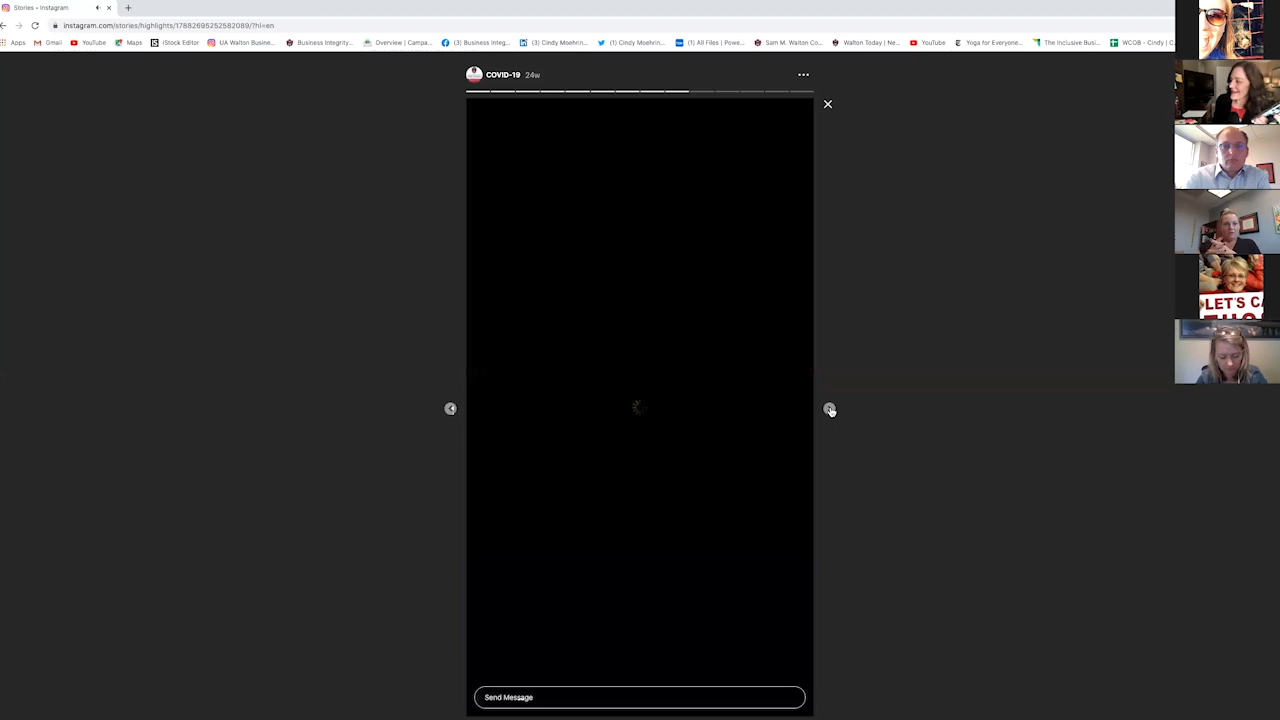 Stories • Instagram
instagram.com/stories/highlights/17882695252582089/?hl=en
Apps Gmail YouTube Maps iStock Editor UA Walton Busine... Business Integrity... Overview | Campa... (3) Business Integ... (3) Cindy Moehrin... (1) Cindy Moehrin... (1) All Files | Powe... Sam M. Walton Co... Walton Today | Ne... YouTube Yoga for Everyone... The Inclusive Busi... WCOB - Cindy | C...
COVID-19 24w
LET'S CA
Send Message